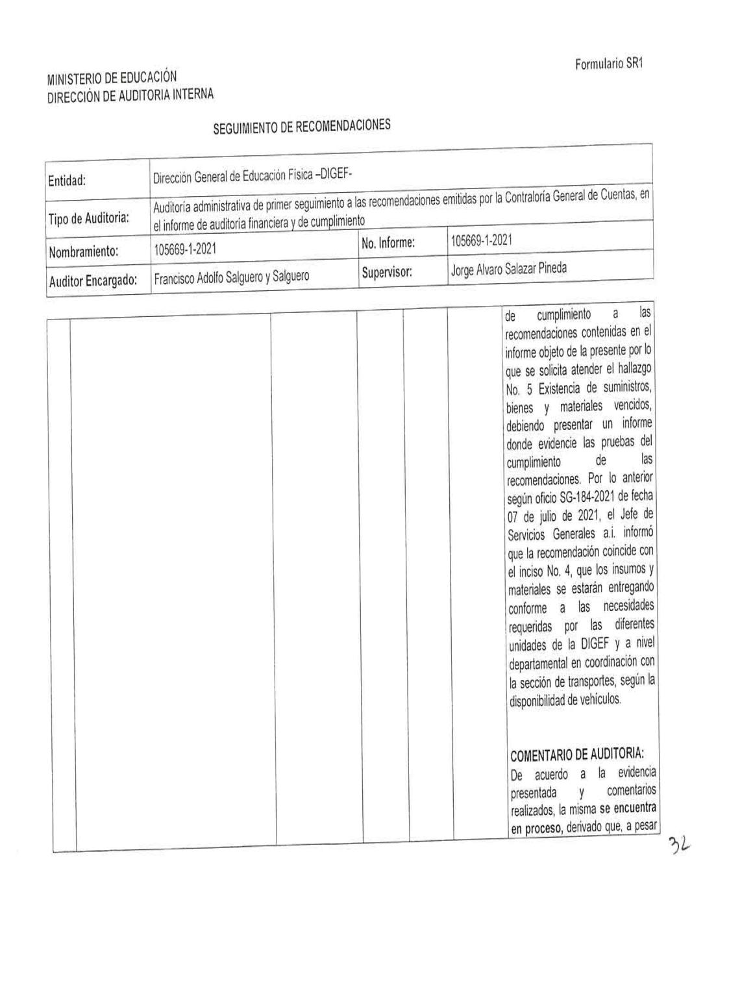 Formulario SR1
MINISTERIO DE EDUCACIÓN
DIRECCIÓN DE AUDITORIA INTERNA
SEGUIMIENTO DE RECOMENDACIONES
Entidad: Dirección General de Educación Física –DIGEF-
Tipo de Auditoria: Auditoría administrativa de primer seguimiento a las recomendaciones emitidas por la Contraloría General de Cuentas, en
el informe de auditoría financiera y de cumplimiento
Nombramiento: 105669-1-2021 No. Informe: 105669-1-2021
Auditor Encargado: Francisco Adolfo Salguero y Salguero Supervisor: Jorge Alvaro Salazar Pineda
de cumplimiento a las
recomendaciones contenidas en el
informe objeto de la presente por lo
que se solicita atender el hallazgo
No. 5 Existencia de suministros,
bienes y materiales vencidos,
debiendo presentar un informe
donde evidencie las pruebas del
cumplimiento de las
recomendaciones. Por lo anterior
según oficio SG-184-2021 de fecha
07 de julio de 2021, el Jefe de
Servicios Generales a.i. informó
que la recomendación coincide con
el inciso No. 4, que los insumos y
materiales se estarán entregando
conforme a las necesidades
requeridas por las diferentes
unidades de la DIGEF y a nivel
departamental en coordinación con
la sección de transportes, según la
disponibilidad de vehículos.
COMENTARIO DE AUDITORIA:
De acuerdo a la evidencia
presentada y comentarios
realizados, la misma se encuentra
en proceso, derivado que, a pesar
32